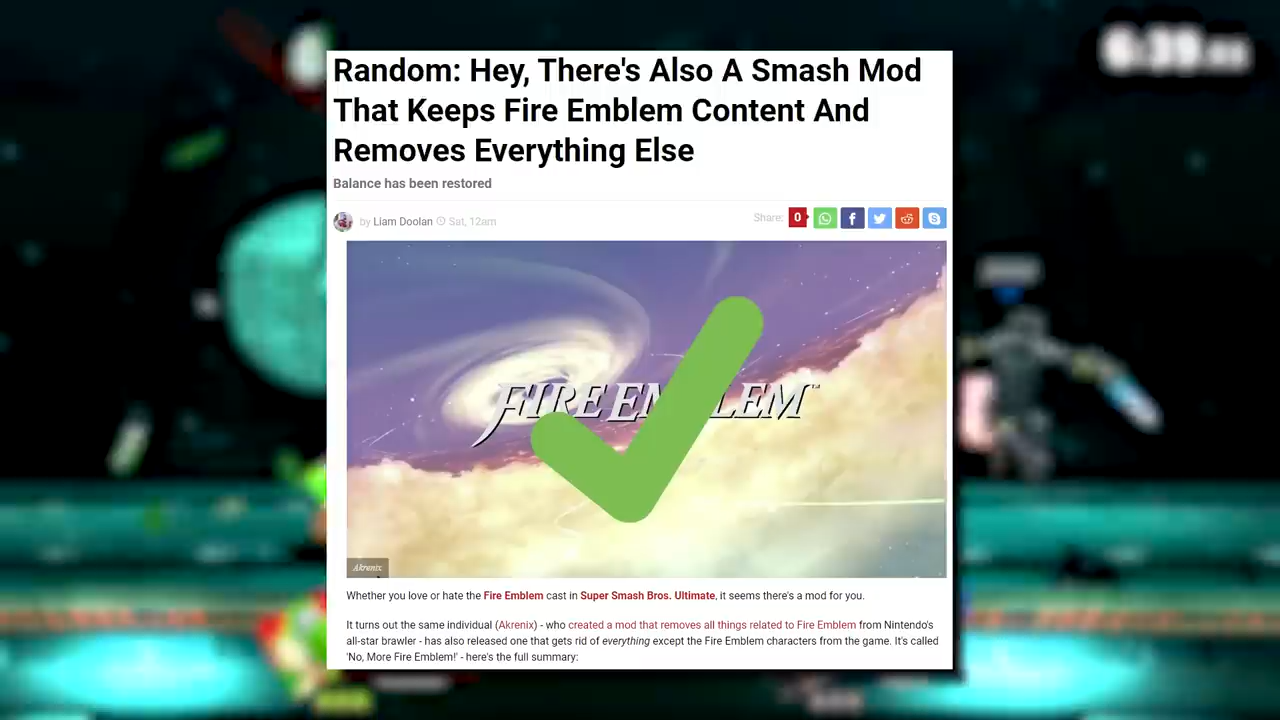 Random: Hey, There's Also A Smash Mod
That Keeps Fire Emblem Content And
Removes Everything Else
Balance has been restored
by Liam Doolan Sat, 12am
Share: 0
FIRE EMBLEM™
Akrenix
Whether you love or hate the Fire Emblem cast in Super Smash Bros. Ultimate, it seems there's a mod for you.
It turns out the same individual (Akrenix) - who created a mod that removes all things related to Fire Emblem from Nintendo's
all-star brawler - has also released one that gets rid of everything except the Fire Emblem characters from the game. It's called
'No, More Fire Emblem!' - here's the full summary: